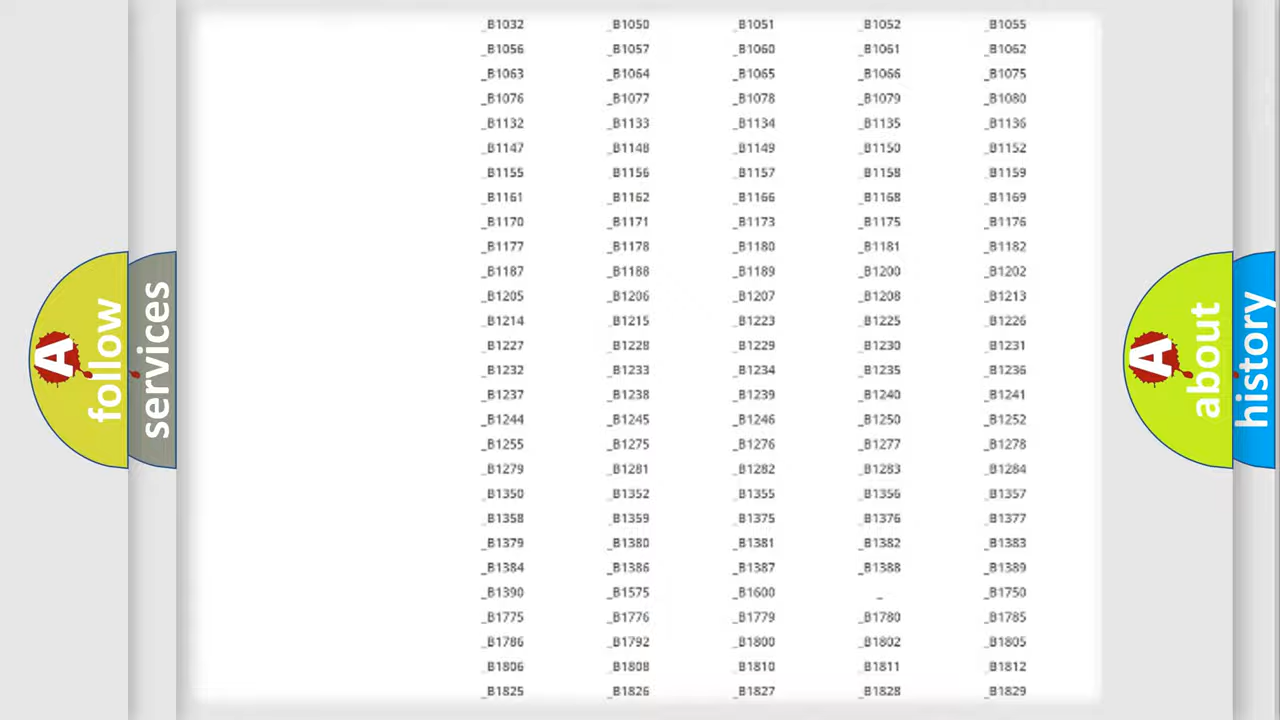 _B1032 _B1050 _B1051 _B1052 _B1055
_B1056 _B1057 _B1060 _B1061 _B1062
_B1063 _B1064 _B1065 _B1066 _B1075
_B1076 _B1077 _B1078 _B1079 _B1080
_B1132 _B1133 _B1134 _B1135 _B1136
_B1147 _B1148 _B1149 _B1150 _B1152
_B1155 _B1156 _B1157 _B1158 _B1159
_B1161 _B1162 _B1166 _B1168 _B1169
_B1170 _B1171 _B1173 _B1175 _B1176
_B1177 _B1178 _B1180 _B1181 _B1182
_B1187 _B1188 _B1189 _B1200 _B1202
_B1205 _B1206 _B1207 _B1208 _B1213
_B1214 _B1215 _B1223 _B1225 _B1226
_B1227 _B1228 _B1229 _B1230 _B1231
_B1232 _B1233 _B1234 _B1235 _B1236
_B1237 _B1238 _B1239 _B1240 _B1241
_B1244 _B1245 _B1246 _B1250 _B1252
_B1255 _B1275 _B1276 _B1277 _B1278
_B1279 _B1281 _B1282 _B1283 _B1284
_B1350 _B1352 _B1355 _B1356 _B1357
_B1358 _B1359 _B1375 _B1376 _B1377
_B1379 _B1380 _B1381 _B1382 _B1383
_B1384 _B1386 _B1387 _B1388 _B1389
_B1390 _B1575 _B1600 _ _B1750
_B1775 _B1776 _B1779 _B1780 _B1785
_B1786 _B1792 _B1800 _B1802 _B1805
_B1806 _B1808 _B1810 _B1811 _B1812
_B1825 _B1826 _B1827 _B1828 _B1829
A
follow
services
A
about
history